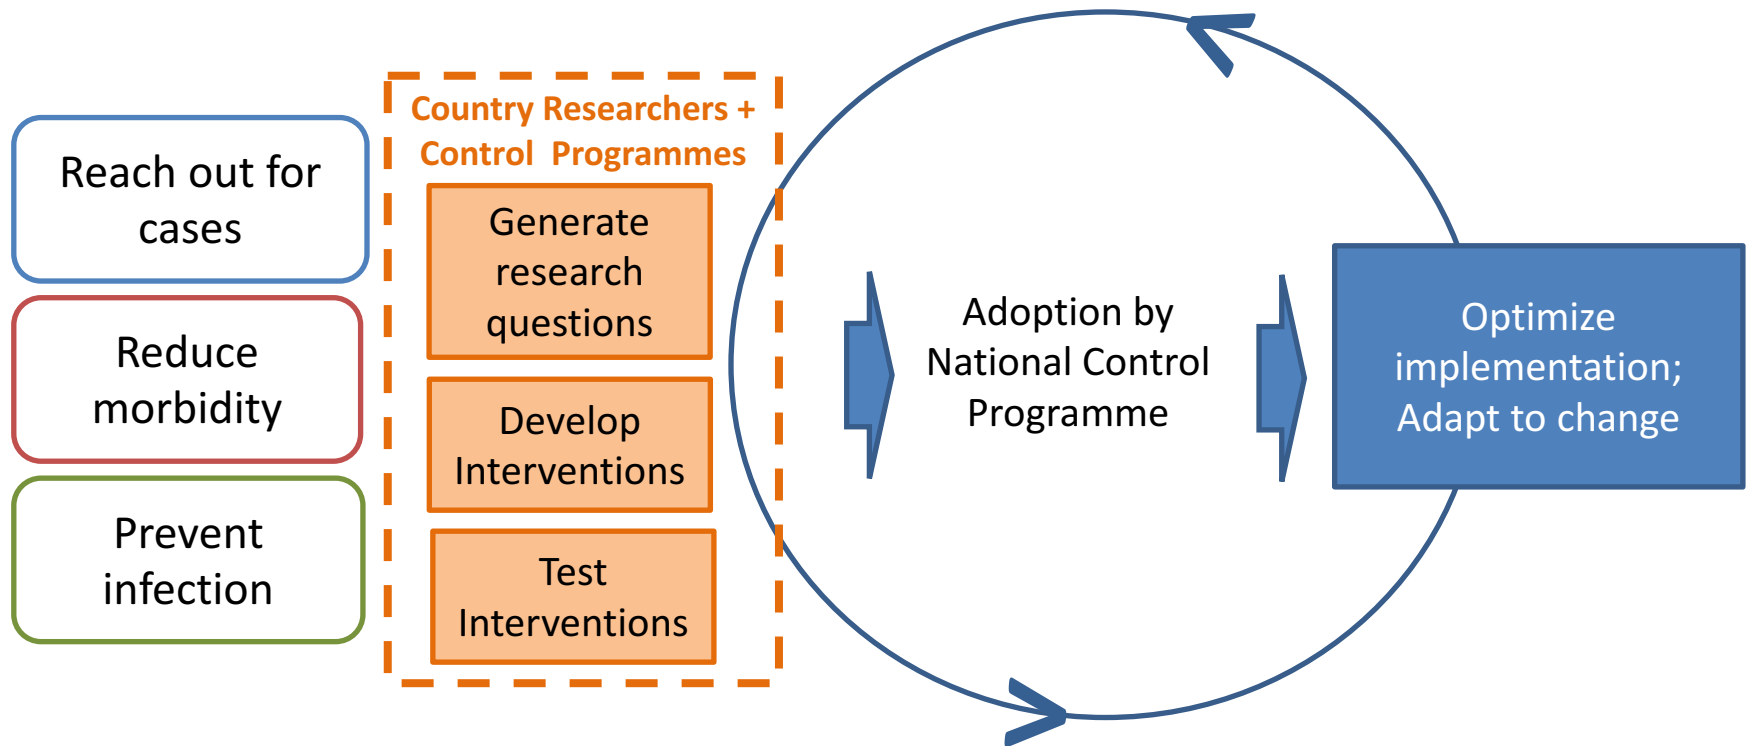 Reach out for
cases
Reduce
morbidity
Prevent
infection
Country Researchers +
Control Programmes
Generate
research
questions
Develop
Interventions
Test
Interventions
Adoption by
National Control
Programme
Optimize
implementation;
Adapt to change